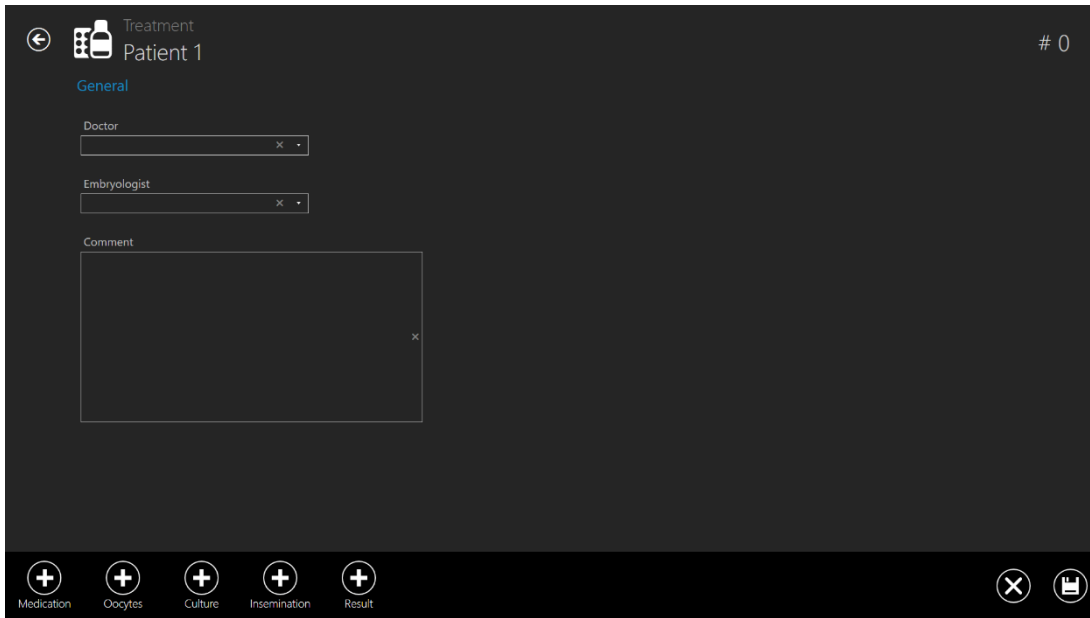 Treatment
Patient 1
# 0
General
Doctor
Embryologist
Comment
Medication
Oocytes
Culture
Insemination
Result